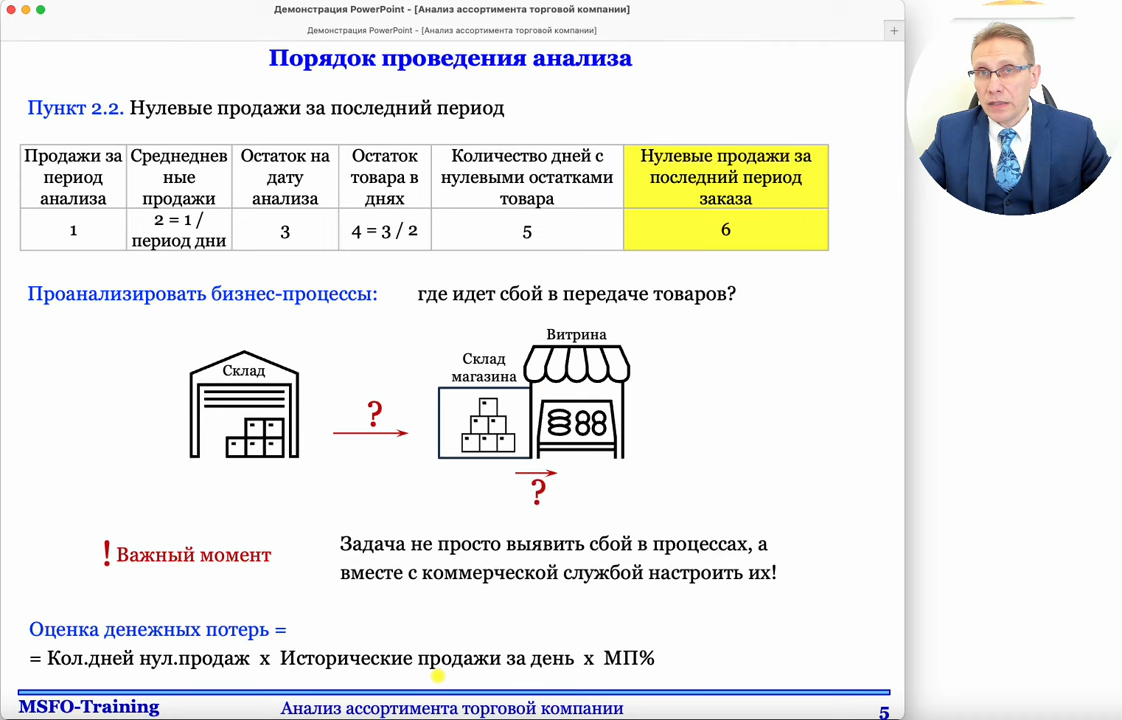 Демонстрация PowerPoint - [Анализ ассортимента торговой компании]
Демонстрация PowerPoint - [Анализ ассортимента торговой компании]
Порядок проведения анализа
Пункт 2.2. Нулевые продажи за последний период
Продажи за период анализа
Среднеднев ные продажи
Остаток на дату анализа
Остаток товара в днях
Количество дней с нулевыми остатками товара
Нулевые продажи за последний период заказа
1
2 = 1 / период дни
3
4 = 3 / 2
5
6
Проанализировать бизнес-процессы: где идет сбой в передаче товаров?
Витрина
Склад
Склад магазина
?
?
! Важный момент
Задача не просто выявить сбой в процессах, а
вместе с коммерческой службой настроить их!
Оценка денежных потерь =
= Кол.дней нул.продаж х Исторические продажи за день х МП%
MSFO-Training
Анализ ассортимента торговой компании
5